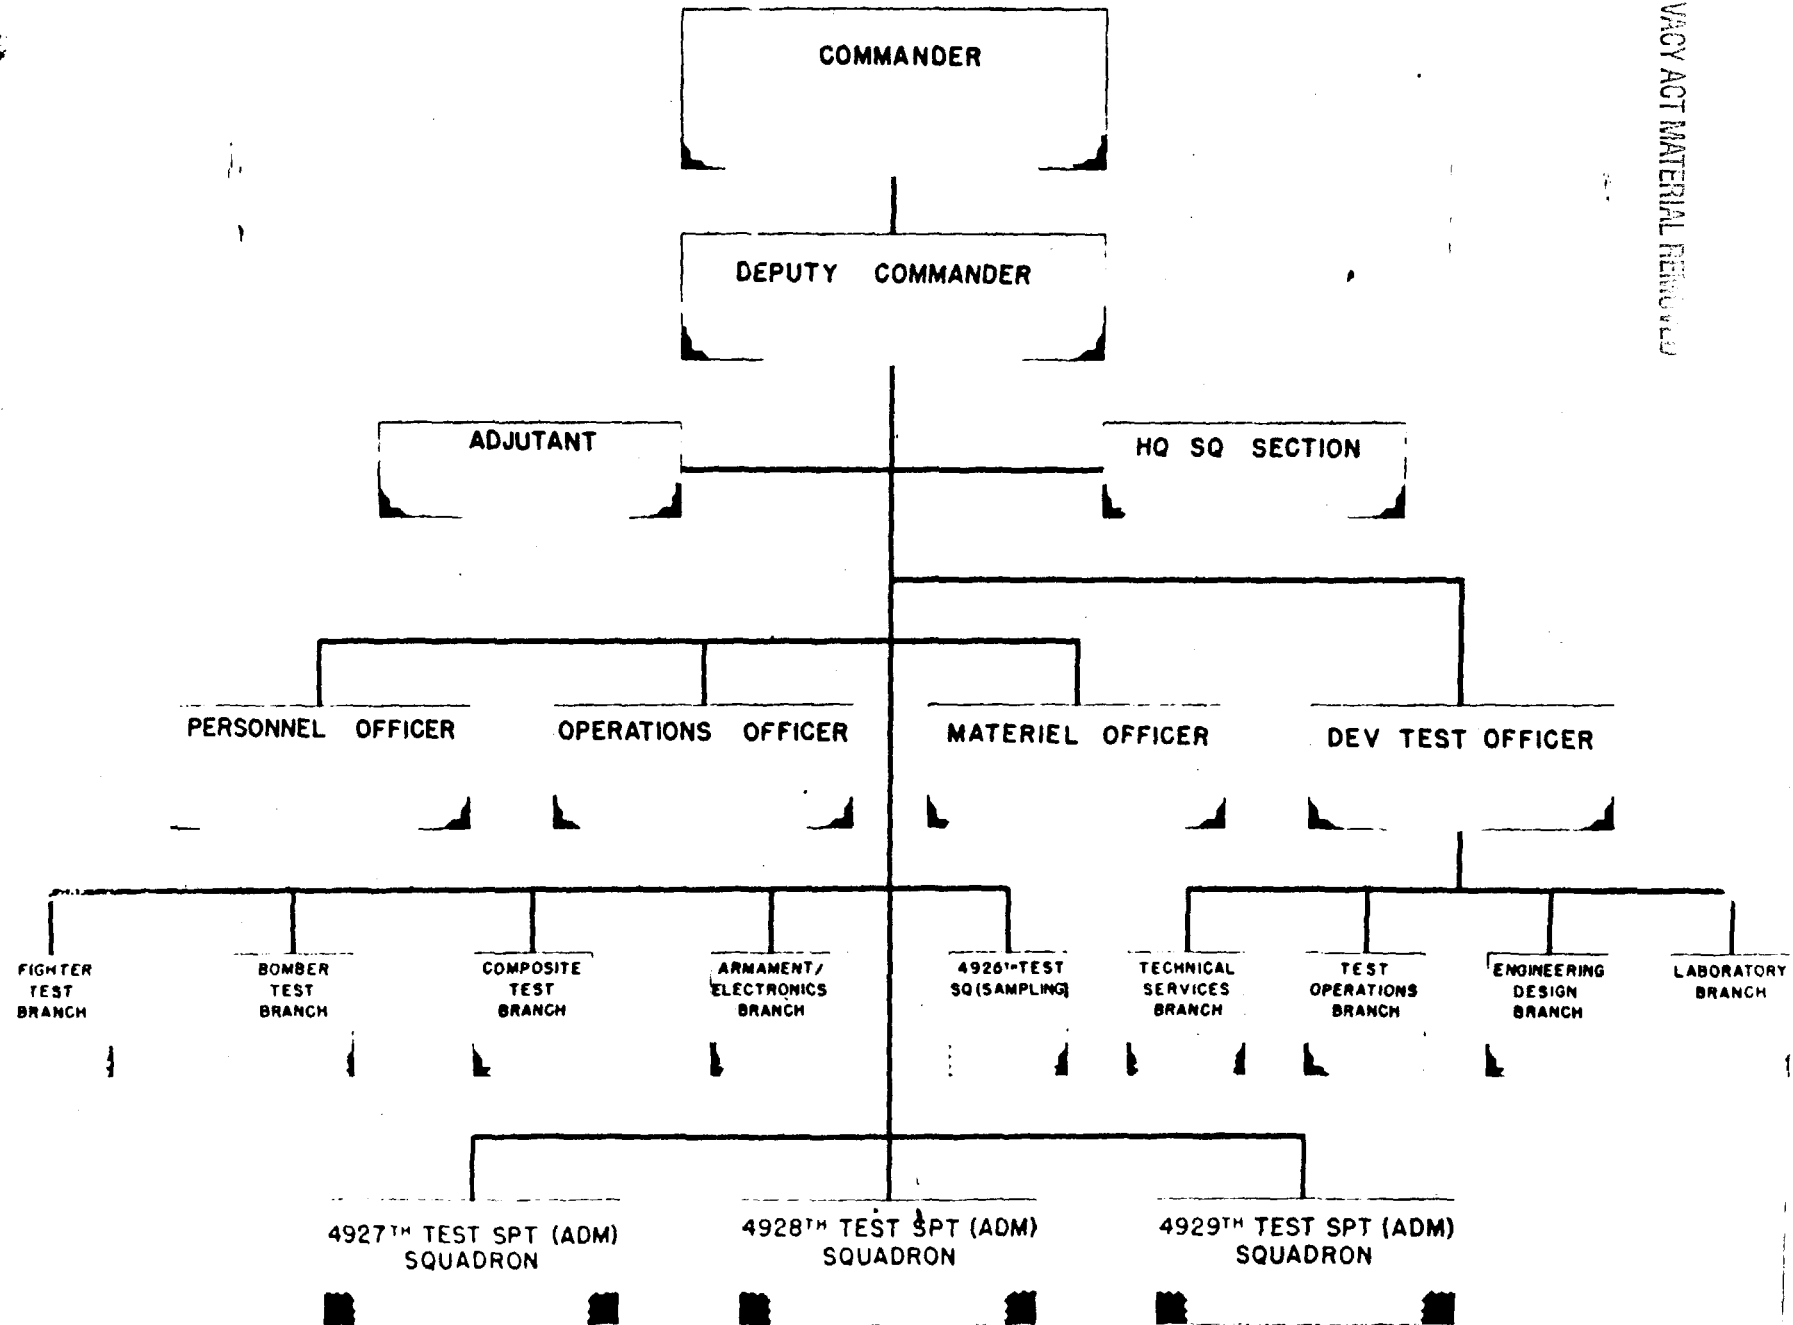 COMMANDER
VACY ACT MATERIAL REMOVED
DEPUTY COMMANDER
ADJUTANT
HQ SQ SECTION
PERSONNEL OFFICER
OPERATIONS OFFICER
MATERIEL OFFICER
DEV TEST OFFICER
FIGHTER
TEST
BRANCH
BOMBER
TEST
BRANCH
COMPOSITE
TEST
BRANCH
ARMAMENT/
ELECTRONICS
BRANCH
4926TH TEST
SQ (SAMPLING)
TECHNICAL
SERVICES
BRANCH
TEST
OPERATIONS
BRANCH
ENGINEERING
DESIGN
BRANCH
LABORATORY
BRANCH
4927TH TEST SPT (ADM)
SQUADRON
4928TH TEST SPT (ADM)
SQUADRON
4929TH TEST SPT (ADM)
SQUADRON